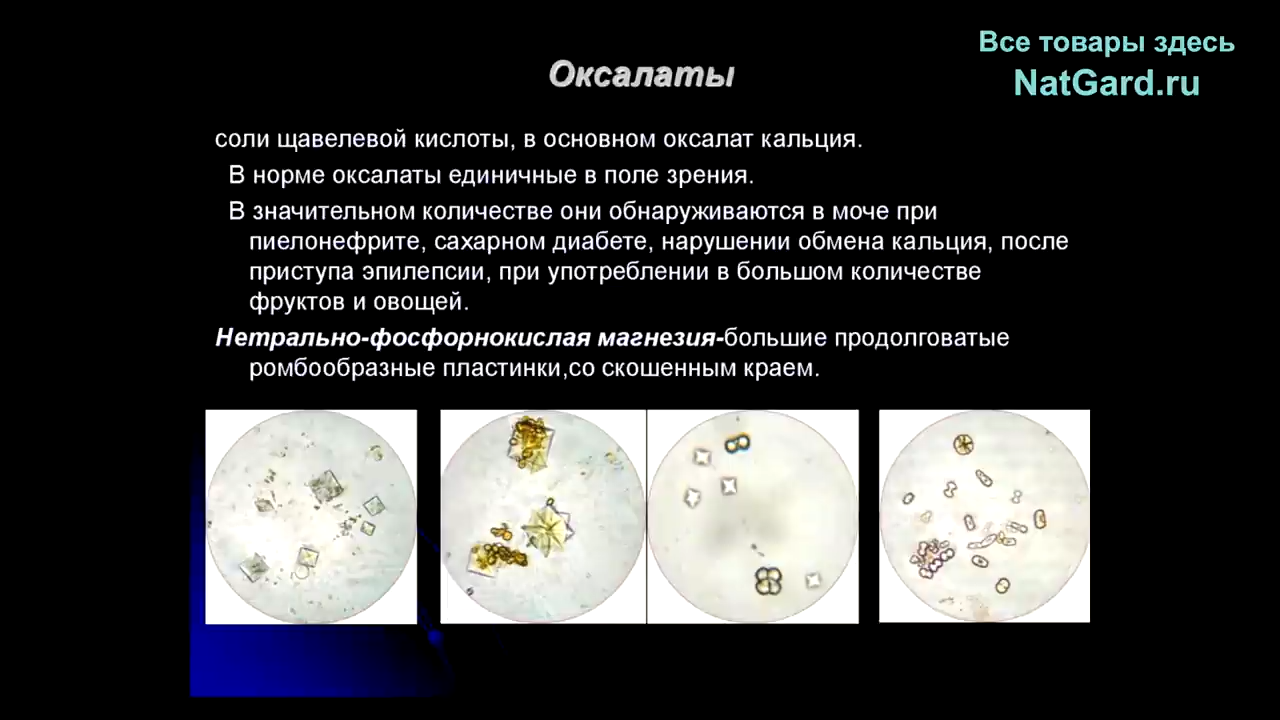 Все товары здесь
NatGard.ru
Оксалаты
соли щавелевой кислоты, в основном оксалат кальция.
В норме оксалаты единичные в поле зрения.
В значительном количестве они обнаруживаются в моче при
пиелонефрите, сахарном диабете, нарушении обмена кальция, после
приступа эпилепсии, при употреблении в большом количестве
фруктов и овощей.
Нетрально-фосфорнокислая магнезия-большие продолговатые
ромбообразные пластинки,со скошенным краем.